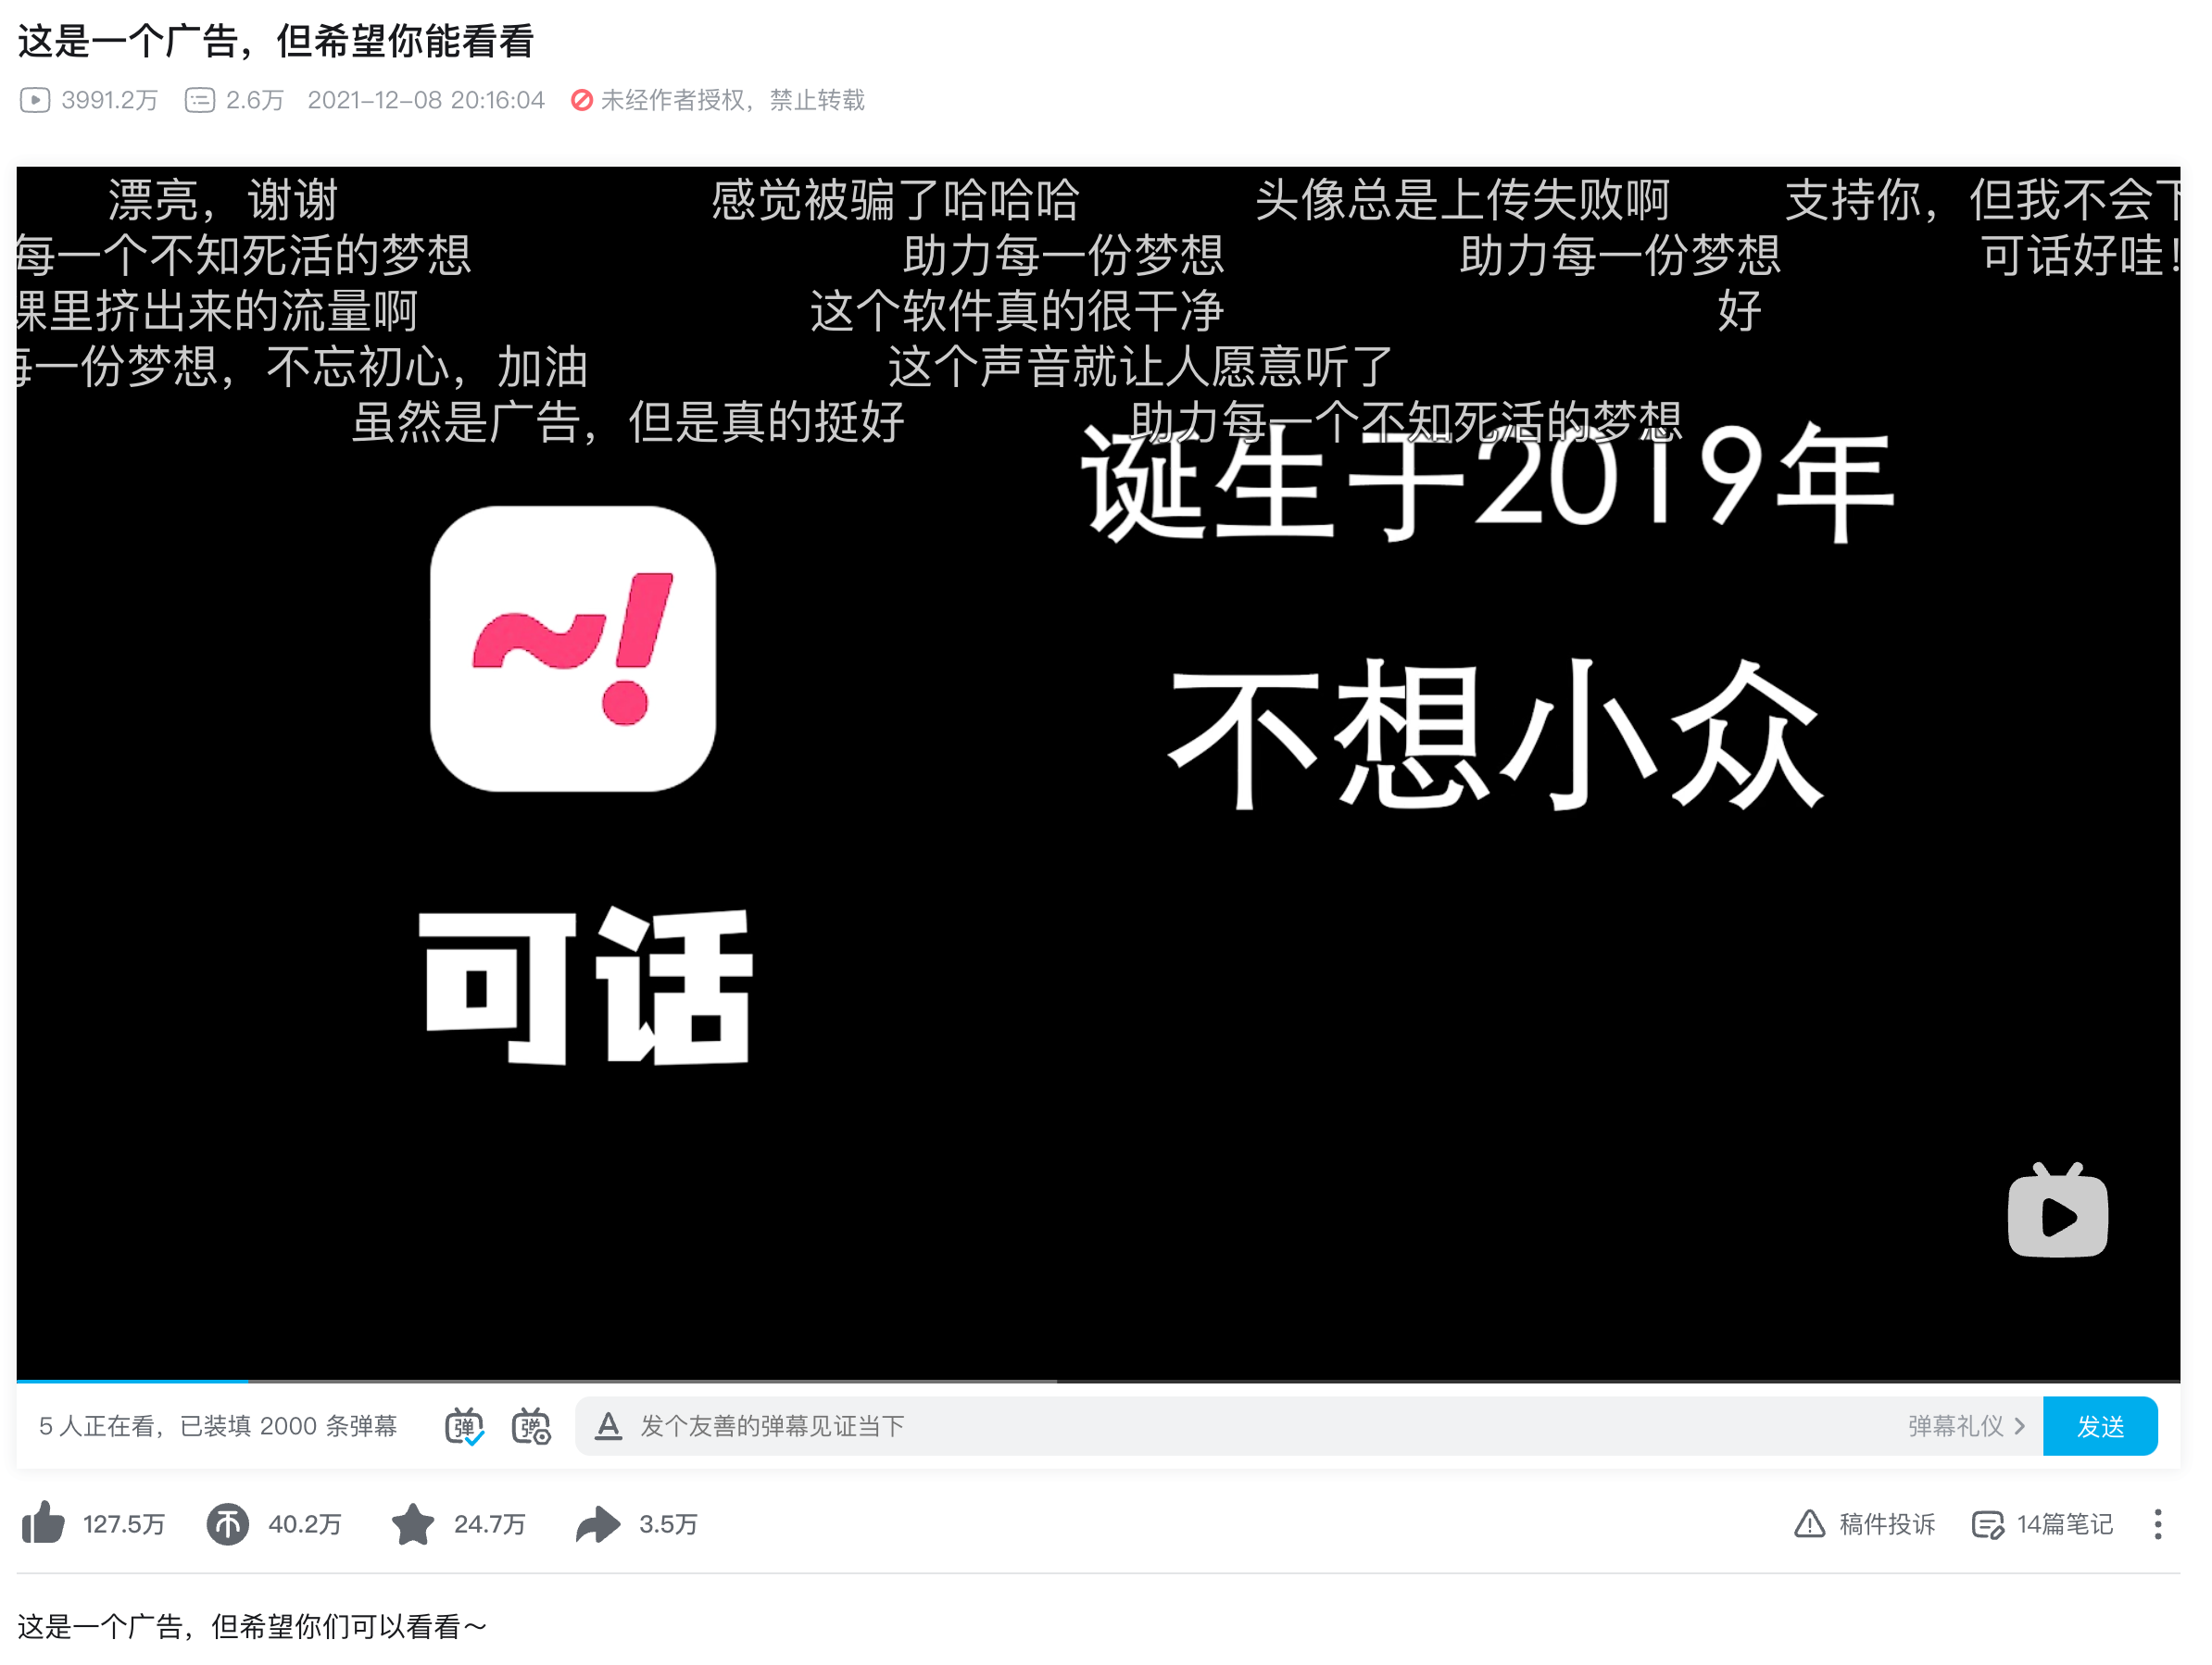 这是一个广告，但希望你能看看
3991.2万 2.6万 2021-12-08 20:16:04 未经作者授权，禁止转载
漂亮，谢谢 感觉被骗了哈哈哈 头像总是上传失败啊 支持你，但我不会下
每一个不知死活的梦想 助力每一份梦想 助力每一份梦想 可话好哇！
课里挤出来的流量啊 这个软件真的很干净 好
每一份梦想，不忘初心，加油 这个声音就让人愿意听了
虽然是广告，但是真的挺好 助力每一个不知死活的梦想
诞生于2019年
~!
不想小众
可话
5 人正在看，已装填 2000 条弹幕 弹 弹 A 发个友善的弹幕见证当下 弹幕礼仪 > 发送
127.5万 40.2万 24.7万 3.5万 稿件投诉 14篇笔记
这是一个广告，但希望你们可以看看～